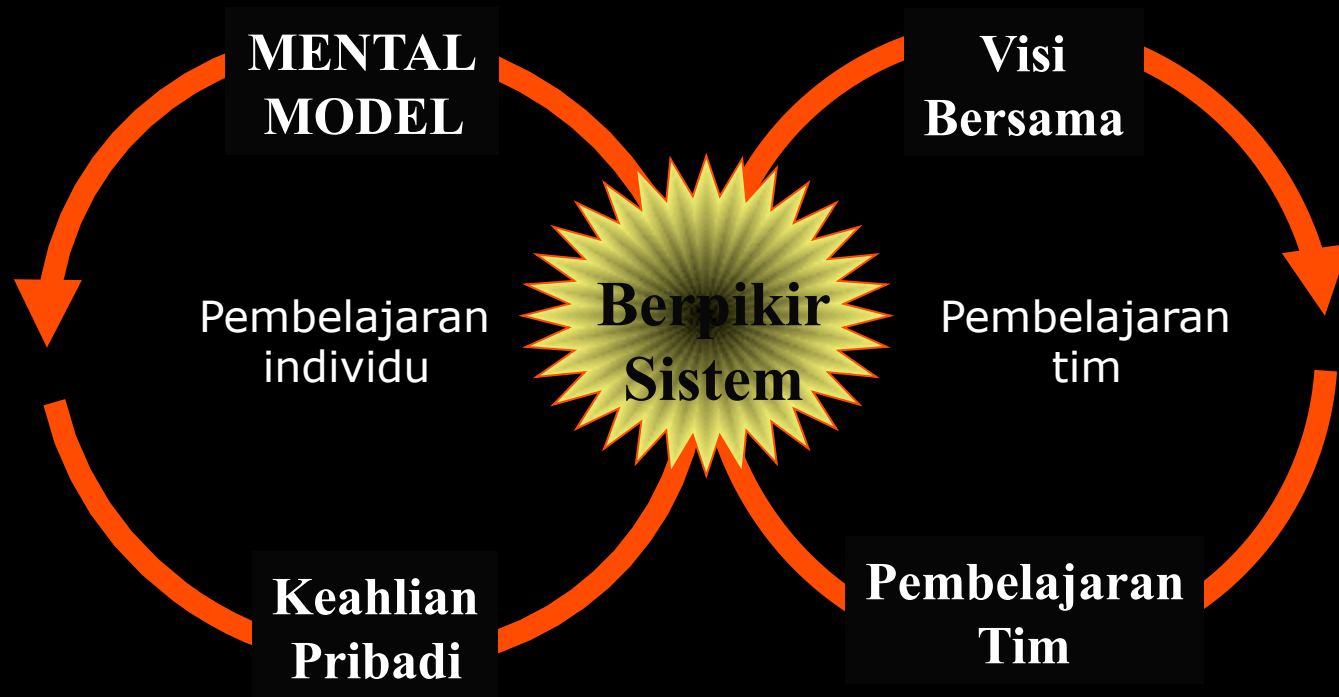 MENTAL
MODEL
Visi
Bersama
Pembelajaran
individu
Berpikir
Sistem
Pembelajaran
tim
Keahlian
Pribadi
Pembelajaran
Tim